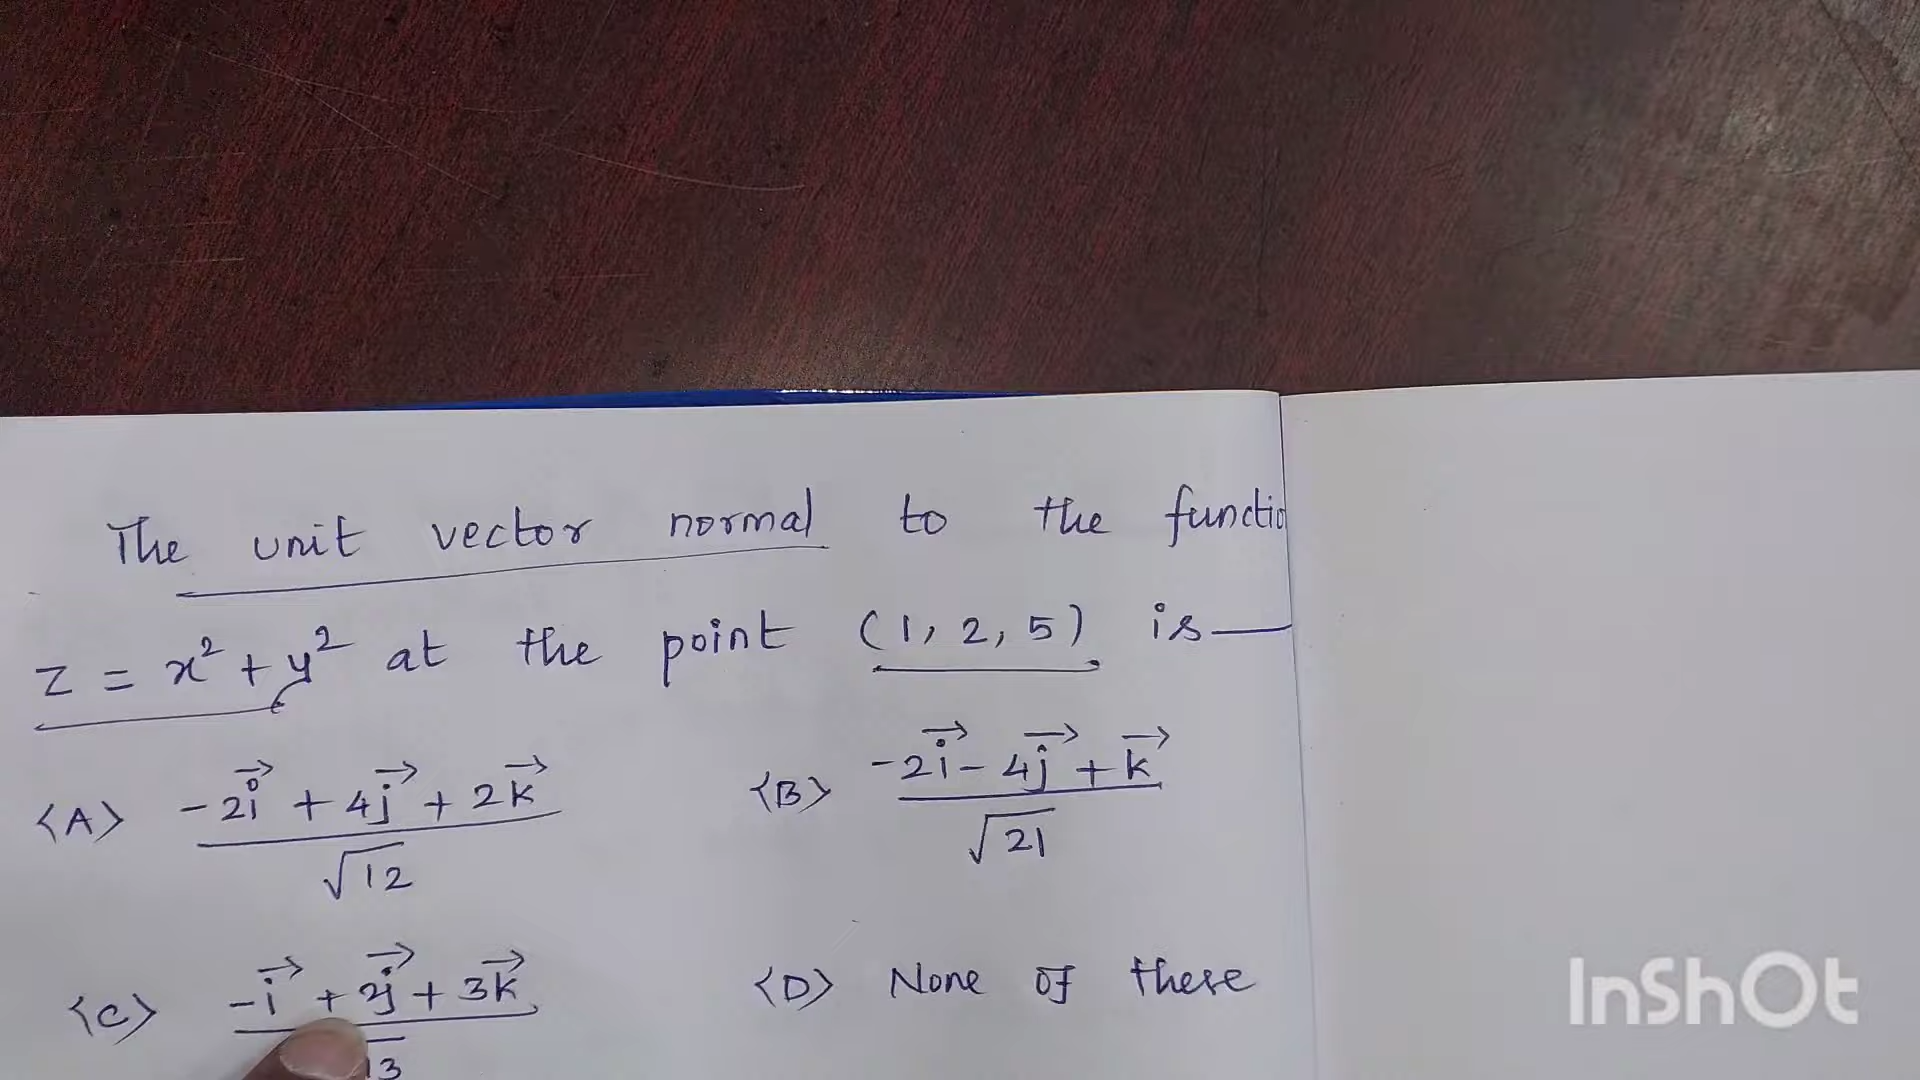 The unit vector normal to the functio
z = x² + y² at the point (1, 2, 5) is —
<A> -2i⃗ + 4j⃗ + 2k⃗ / √12
<B> -2i⃗ - 4j⃗ + k⃗ / √21
<C> -i⃗ + 2j⃗ + 3k⃗ / 13
<D> None of these
InShOt